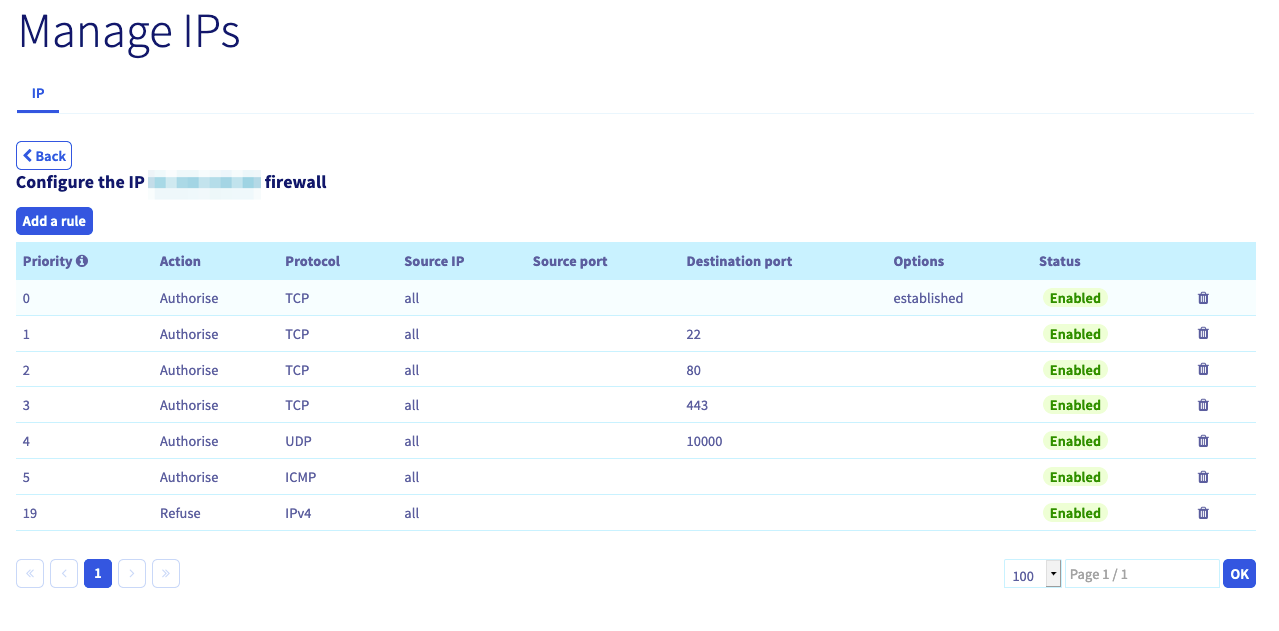 Manage IPs
IP
Back
Configure the IP firewall
Add a rule
Priority Action Protocol Source IP Source port Destination port Options Status
0 Authorise TCP all established Enabled
1 Authorise TCP all 22 Enabled
2 Authorise TCP all 80 Enabled
3 Authorise TCP all 443 Enabled
4 Authorise UDP all 10000 Enabled
5 Authorise ICMP all Enabled
19 Refuse IPv4 all Enabled
« ‹ 1 › » 100 Page 1 / 1 OK